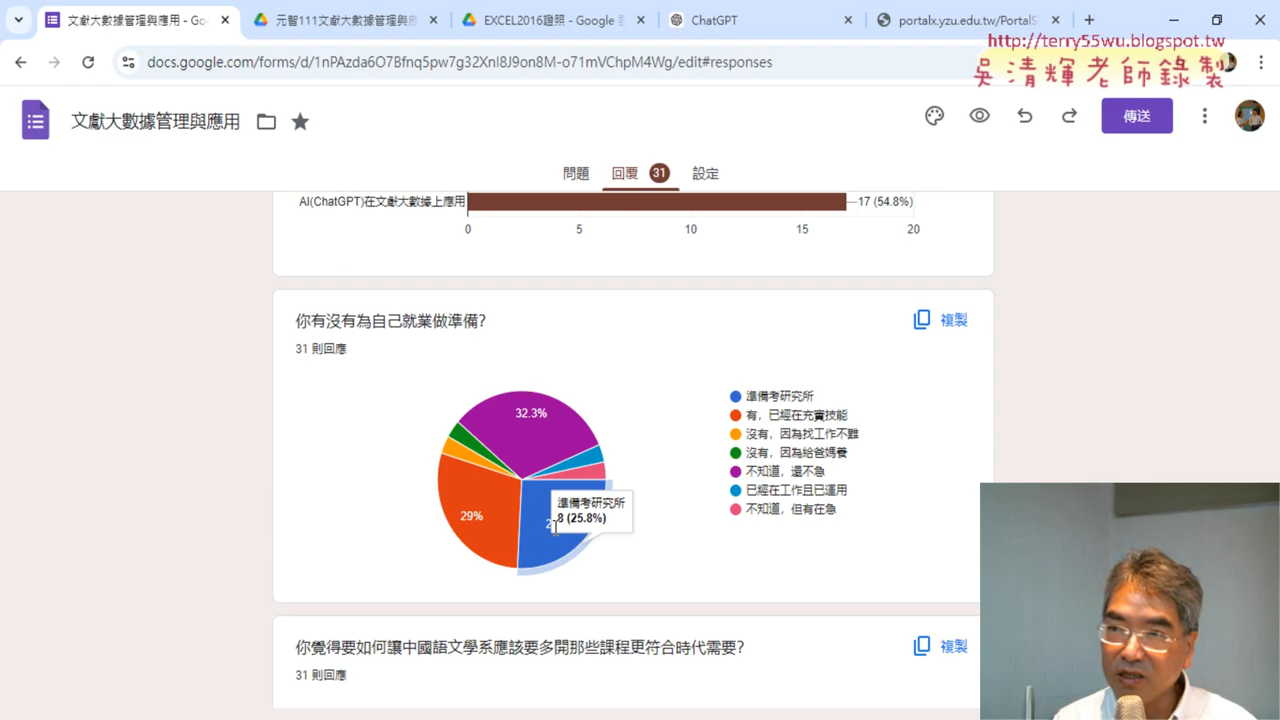 文獻大數據管理與應用 - Goo
元智111文獻大數據管理與應
EXCEL2016證照 - Google 雲
ChatGPT
portalx.yzu.edu.tw/PortalS
http://terry55wu.blogspot.tw
docs.google.com/forms/d/1nPAzda6O7Bfnq5pw7g32XnI8J9dn8M-o71mVChpM4Wg/edit#responses
吳清輝老師錄製
文獻大數據管理與應用
傳送
問題
回覆 31
設定
AI(ChatGPT)在文獻大數據上應用
17 (54.8%)
0 5 10 15 20
你有沒有為自己就業做準備?
複製
31 則回應
32.3%
29%
準備考研究所
8 (25.8%)
準備考研究所
有，已經在充實技能
沒有，因為找工作不難
沒有，因為給爸媽養
不知道，還不急
已經在工作且已運用
不知道，但有在急
你覺得要如何讓中國語文學系應該要多開那些課程更符合時代需要?
複製
31 則回應